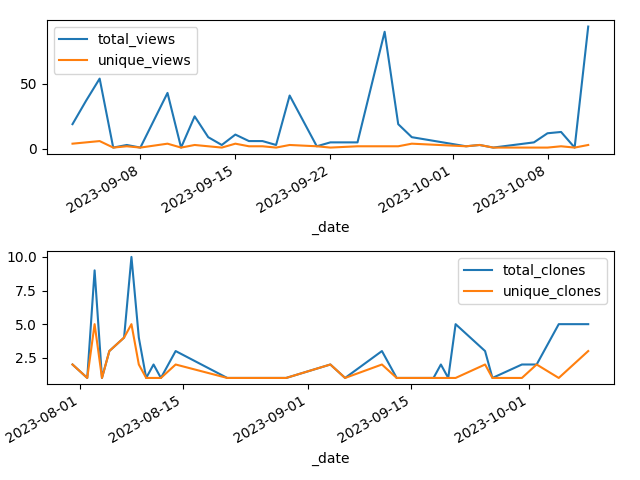 total_views
unique_views
50
0
2023-09-08
2023-09-15
2023-09-22
2023-10-01
2023-10-08
_date
10.0
7.5
5.0
2.5
total_clones
unique_clones
2023-08-01
2023-08-15
2023-09-01
2023-09-15
2023-10-01
_date